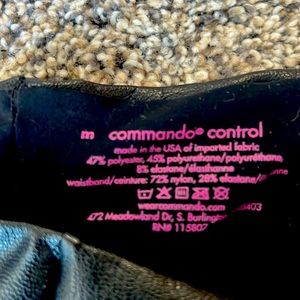 m commando® control
made in the USA of imported fabric
47% polyester, 45% polyurethane/polyuréthane,
8% elastane/élasthanne
waistband/ceinture: 72% nylon, 28% elastane/
wearcommando.com
472 Meadowland Dr, S. Burlington 05403
RN# 115807